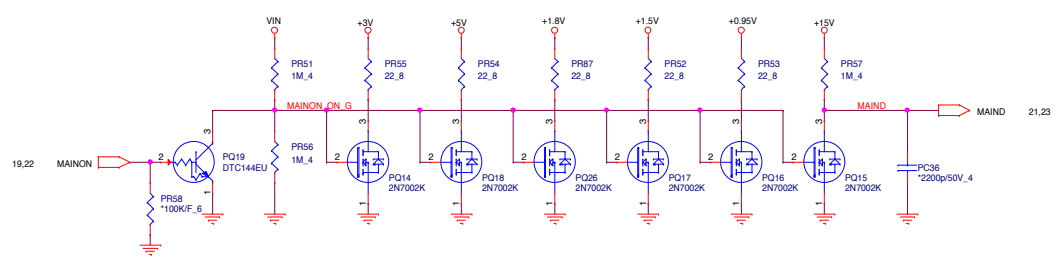 VIN
+3V
+5V
+1.8V
+1.5V
+0.95V
+15V
PR51
1M_4
PR55
22_8
PR54
22_8
PR87
22_8
PR52
22_8
PR53
22_8
PR57
1M_4
MAINON_ON_G
MAIND
MAIND
21,23
3
3
3
3
3
3
3
19,22
MAINON
2
PQ19
DTC144EU
PR56
1M_4
2
2
2
2
2
2
PQ14
2N7002K
PQ18
2N7002K
PQ26
2N7002K
PQ17
2N7002K
PQ16
2N7002K
PQ15
2N7002K
PC36
*2200p/50V_4
1
1
1
1
1
1
1
PR58
*100K/F_6